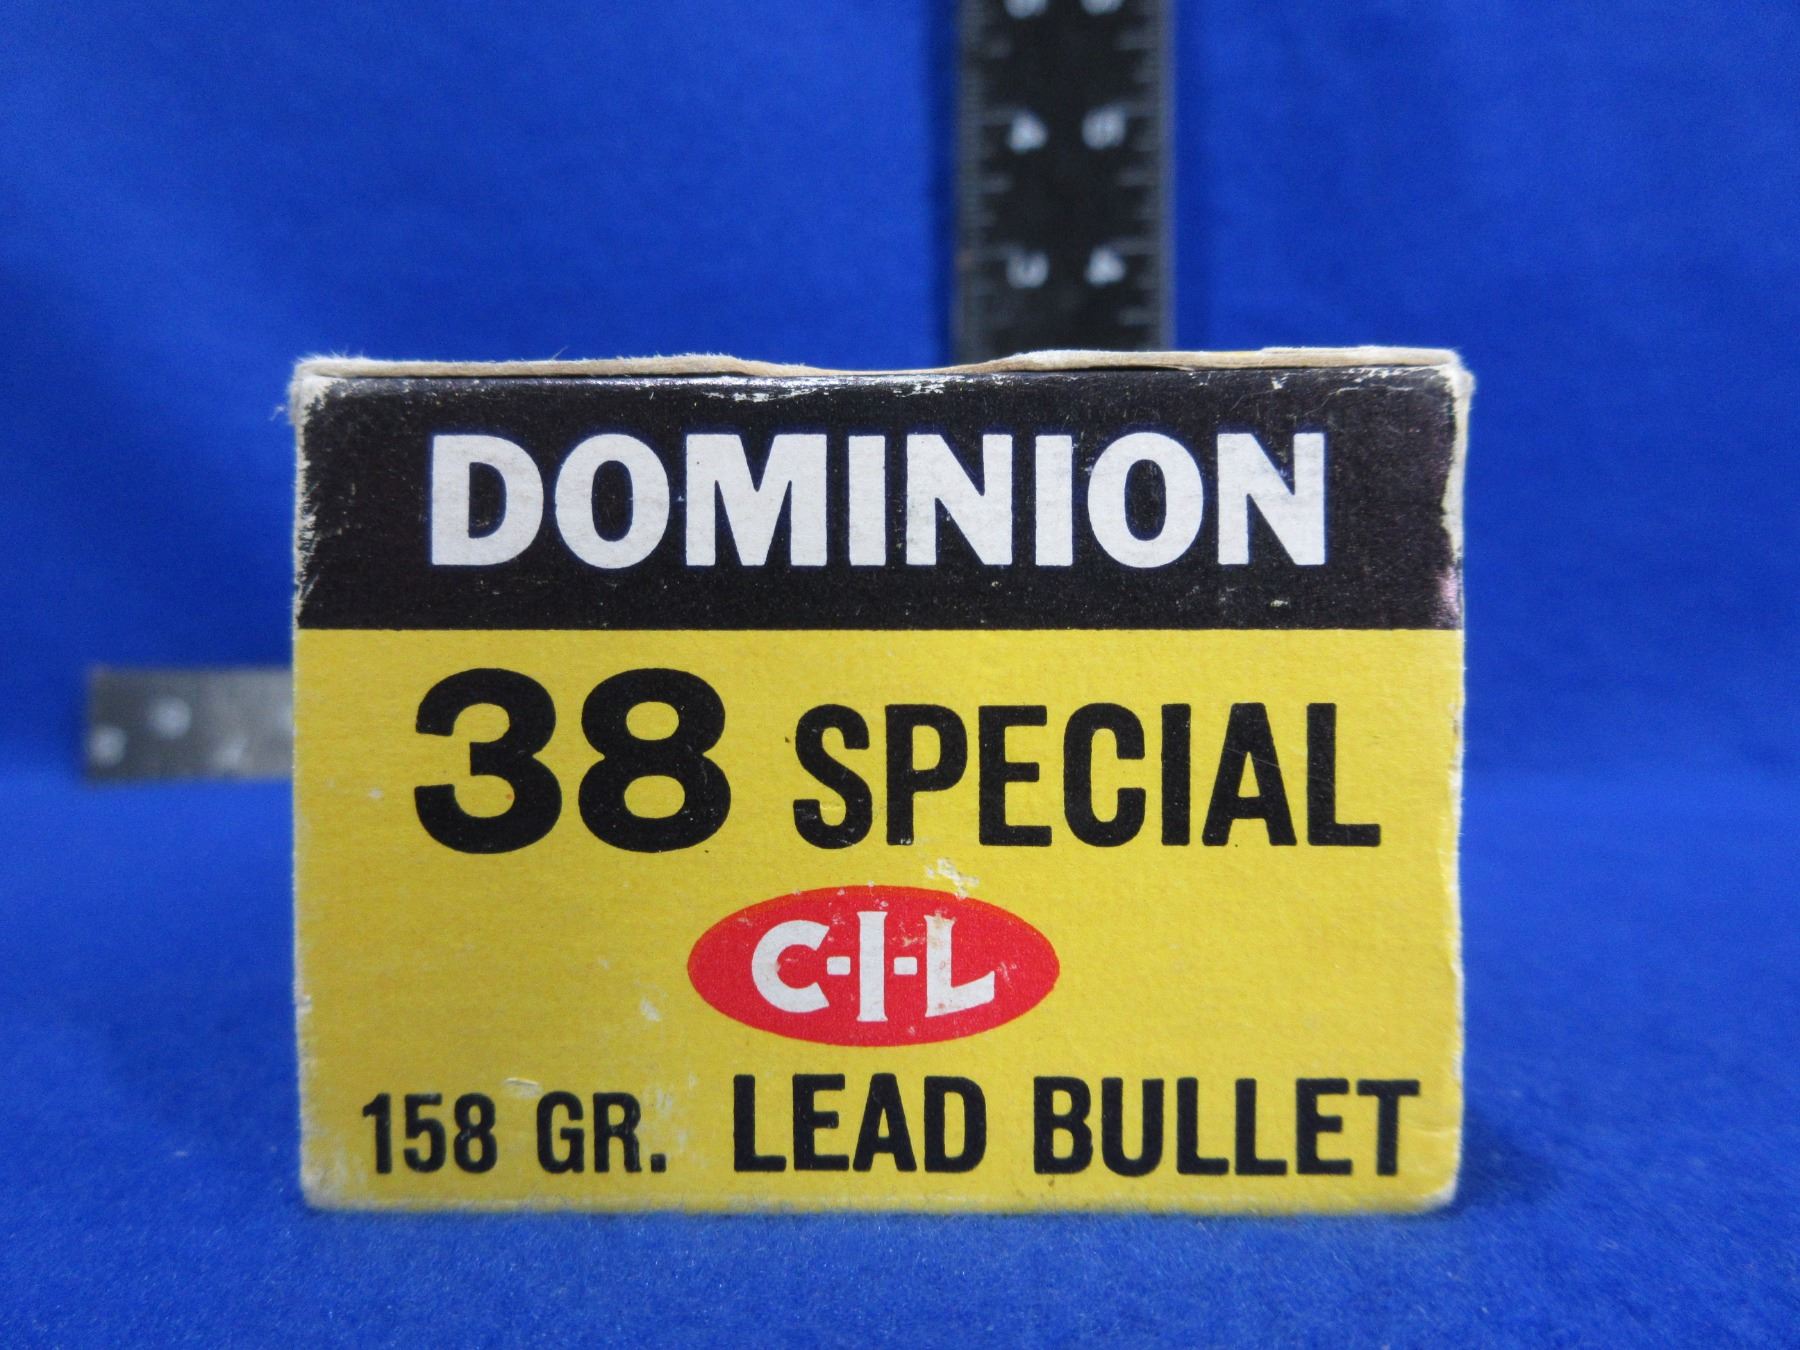 DOMINION
38 SPECIAL
C-I-L
158 GR. LEAD BULLET